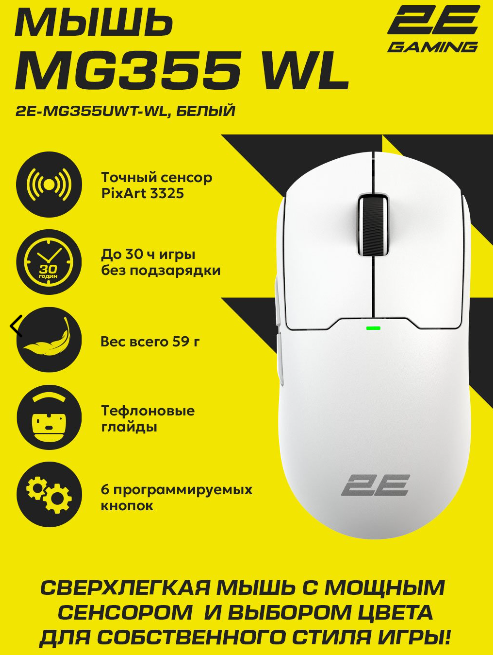 МЫШЬ
2E
GAMING
MG355 WL
2E-MG355UWT-WL, БЕЛЫЙ
Точный сенсор
PixArt 3325
До 30 ч игры
без подзарядки
30
годин
Вес всего 59 г
Тефлоновые
глайды
6 программируемых
кнопок
2E
СВЕРХЛЕГКАЯ МЫШЬ С МОЩНЫМ
СЕНСОРОМ И ВЫБОРОМ ЦВЕТА
ДЛЯ СОБСТВЕННОГО СТИЛЯ ИГРЫ!